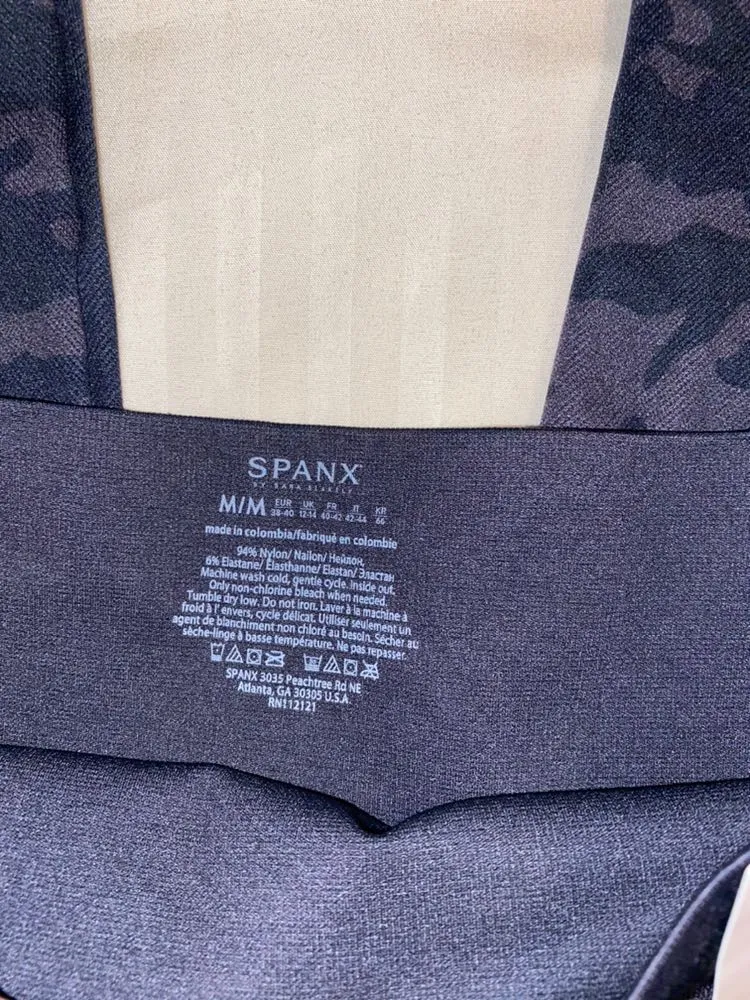 SPANX
BY SARA BLAKELY
M/M EUR UK FR IT KR
38-40 12-14 40-42 42-44 66
made in colombia/fabriqué en colombie
94% Nylon/ Nailon/ Нейлон,
6% Elastane/ Elasthanne/ Elastan/ Эластан
Machine wash cold, gentle cycle. Inside out.
Only non-chlorine bleach when needed.
Tumble dry low. Do not iron. Laver à la machine à
froid à l' envers, cycle délicat. Utiliser seulement un
agent de blanchiment non chloré au besoin. Sécher au
sèche-linge à basse température. Ne pas repasser.
SPANX 3035 Peachtree Rd NE
Atlanta, GA 30305 U.S.A.
RN112121